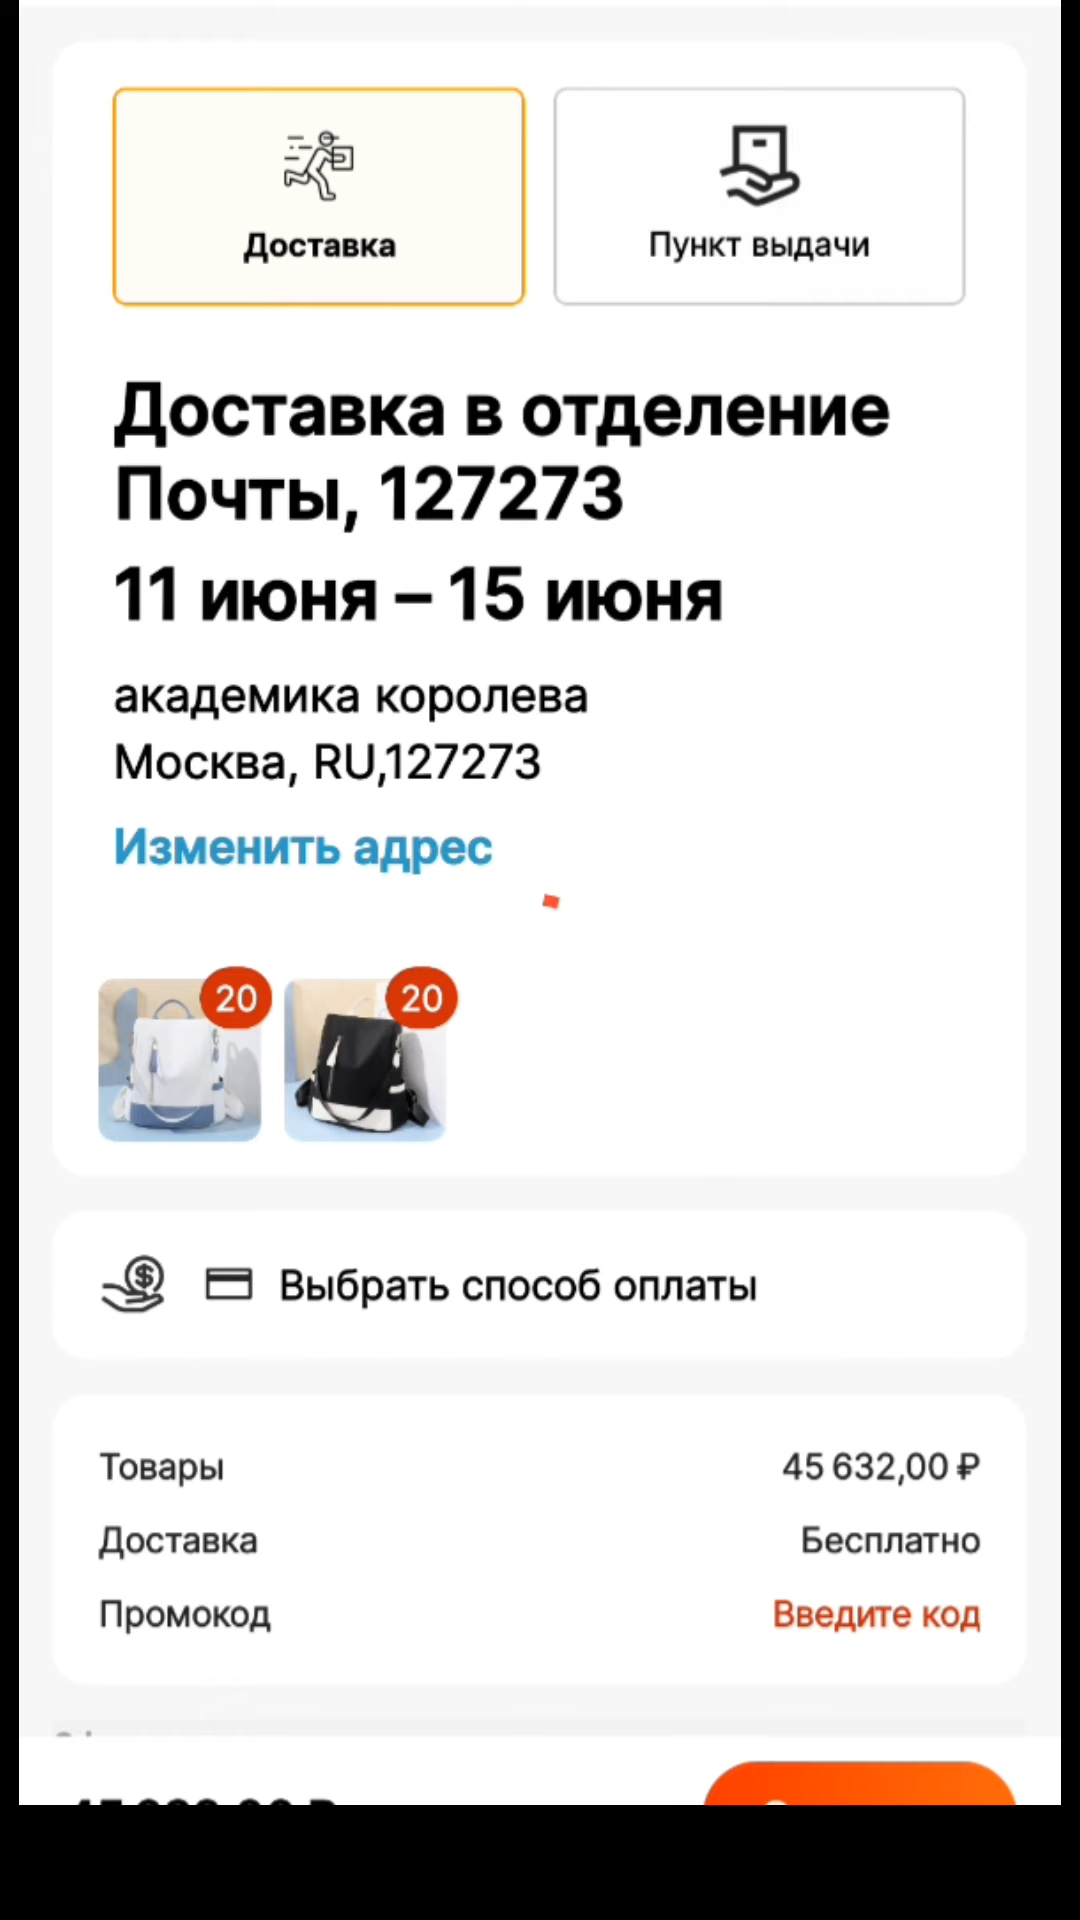 Доставка
Пункт выдачи
Доставка в отделение
Почты, 127273
11 июня – 15 июня
академика королева
Москва, RU,127273
Изменить адрес
20
20
Выбрать способ оплаты
Товары
45 632,00 ₽
Доставка
Бесплатно
Промокод
Введите код